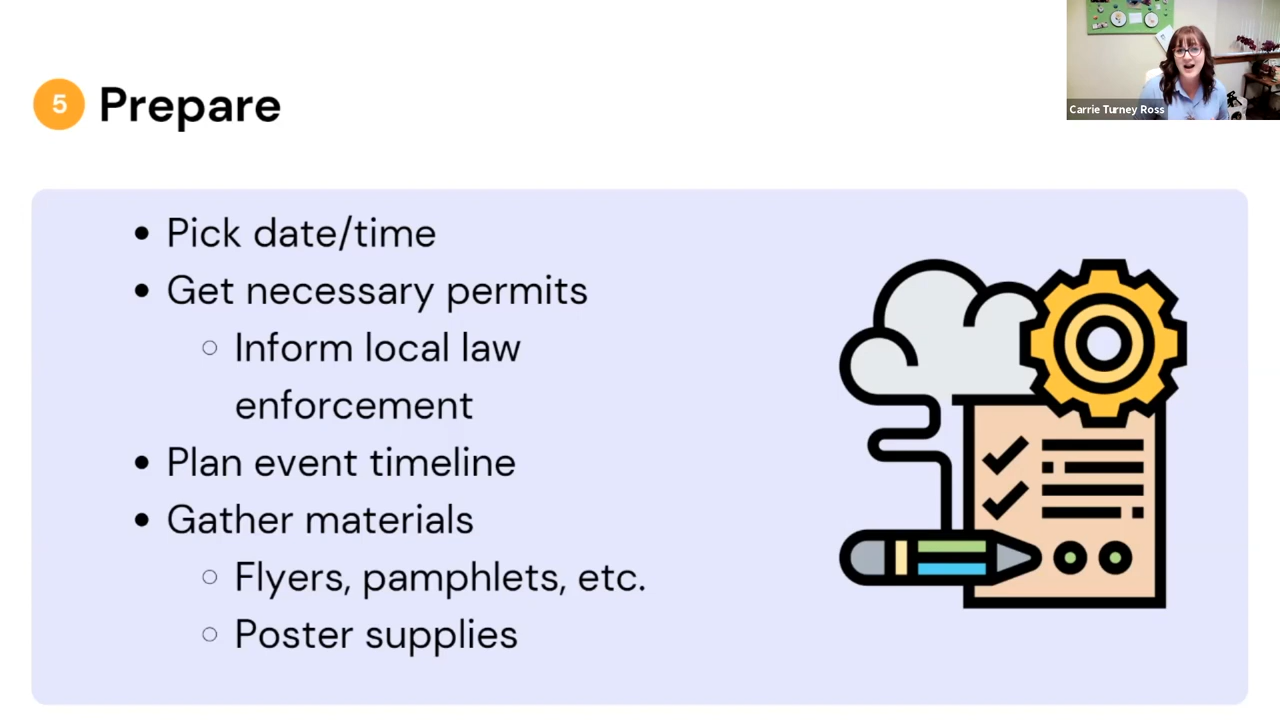 5 Prepare
Carrie Turney Ross
Pick date/time
Get necessary permits
Inform local law
enforcement
Plan event timeline
Gather materials
Flyers, pamphlets, etc.
Poster supplies